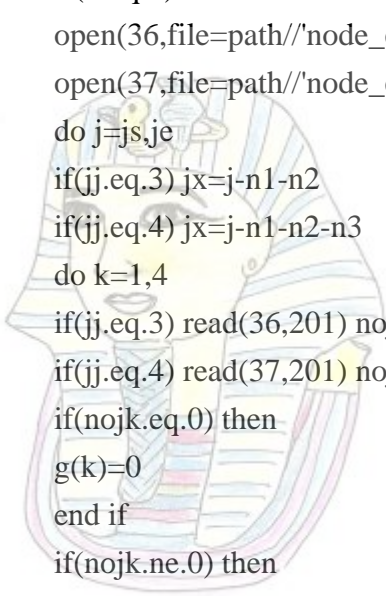 open(36,file=path//'node_
open(37,file=path//'node_
do j=js,je
if(jj.eq.3) jx=j-n1-n2
if(jj.eq.4) jx=j-n1-n2-n3
do k=1,4
if(jj.eq.3) read(36,201) no
if(jj.eq.4) read(37,201) no
if(nojk.eq.0) then
g(k)=0
end if
if(nojk.ne.0) then